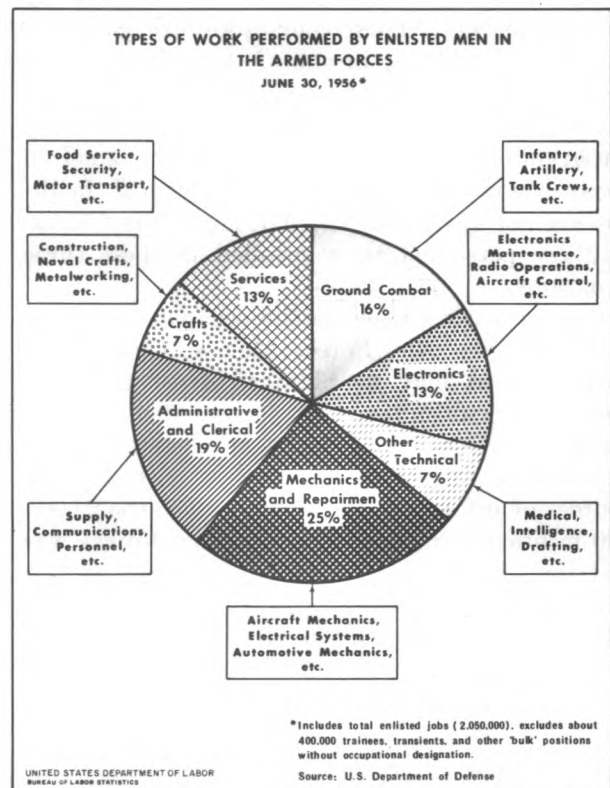 TYPES OF WORK PERFORMED BY ENLISTED MEN IN
THE ARMED FORCES
JUNE 30, 1956*
Food Service,
Security,
Motor Transport,
etc.
Infantry,
Artillery,
Tank Crews,
etc.
Construction,
Naval Crafts,
Metalworking,
etc.
Electronics
Maintenance,
Radio Operations,
Aircraft Control,
etc.
Services
13%
Ground Combat
16%
Crafts
7%
Electronics
13%
Administrative
and Clerical
19%
Other
Technical
7%
Mechanics
and Repairmen
25%
Supply,
Communications,
Personnel,
etc.
Medical,
Intelligence,
Drafting,
etc.
Aircraft Mechanics,
Electrical Systems,
Automotive Mechanics,
etc.
*Includes total enlisted jobs (2,050,000), excludes about
400,000 trainees, transients, and other 'bulk' positions
without occupational designation.
UNITED STATES DEPARTMENT OF LABOR
BUREAU OF LABOR STATISTICS
Source: U.S. Department of Defense